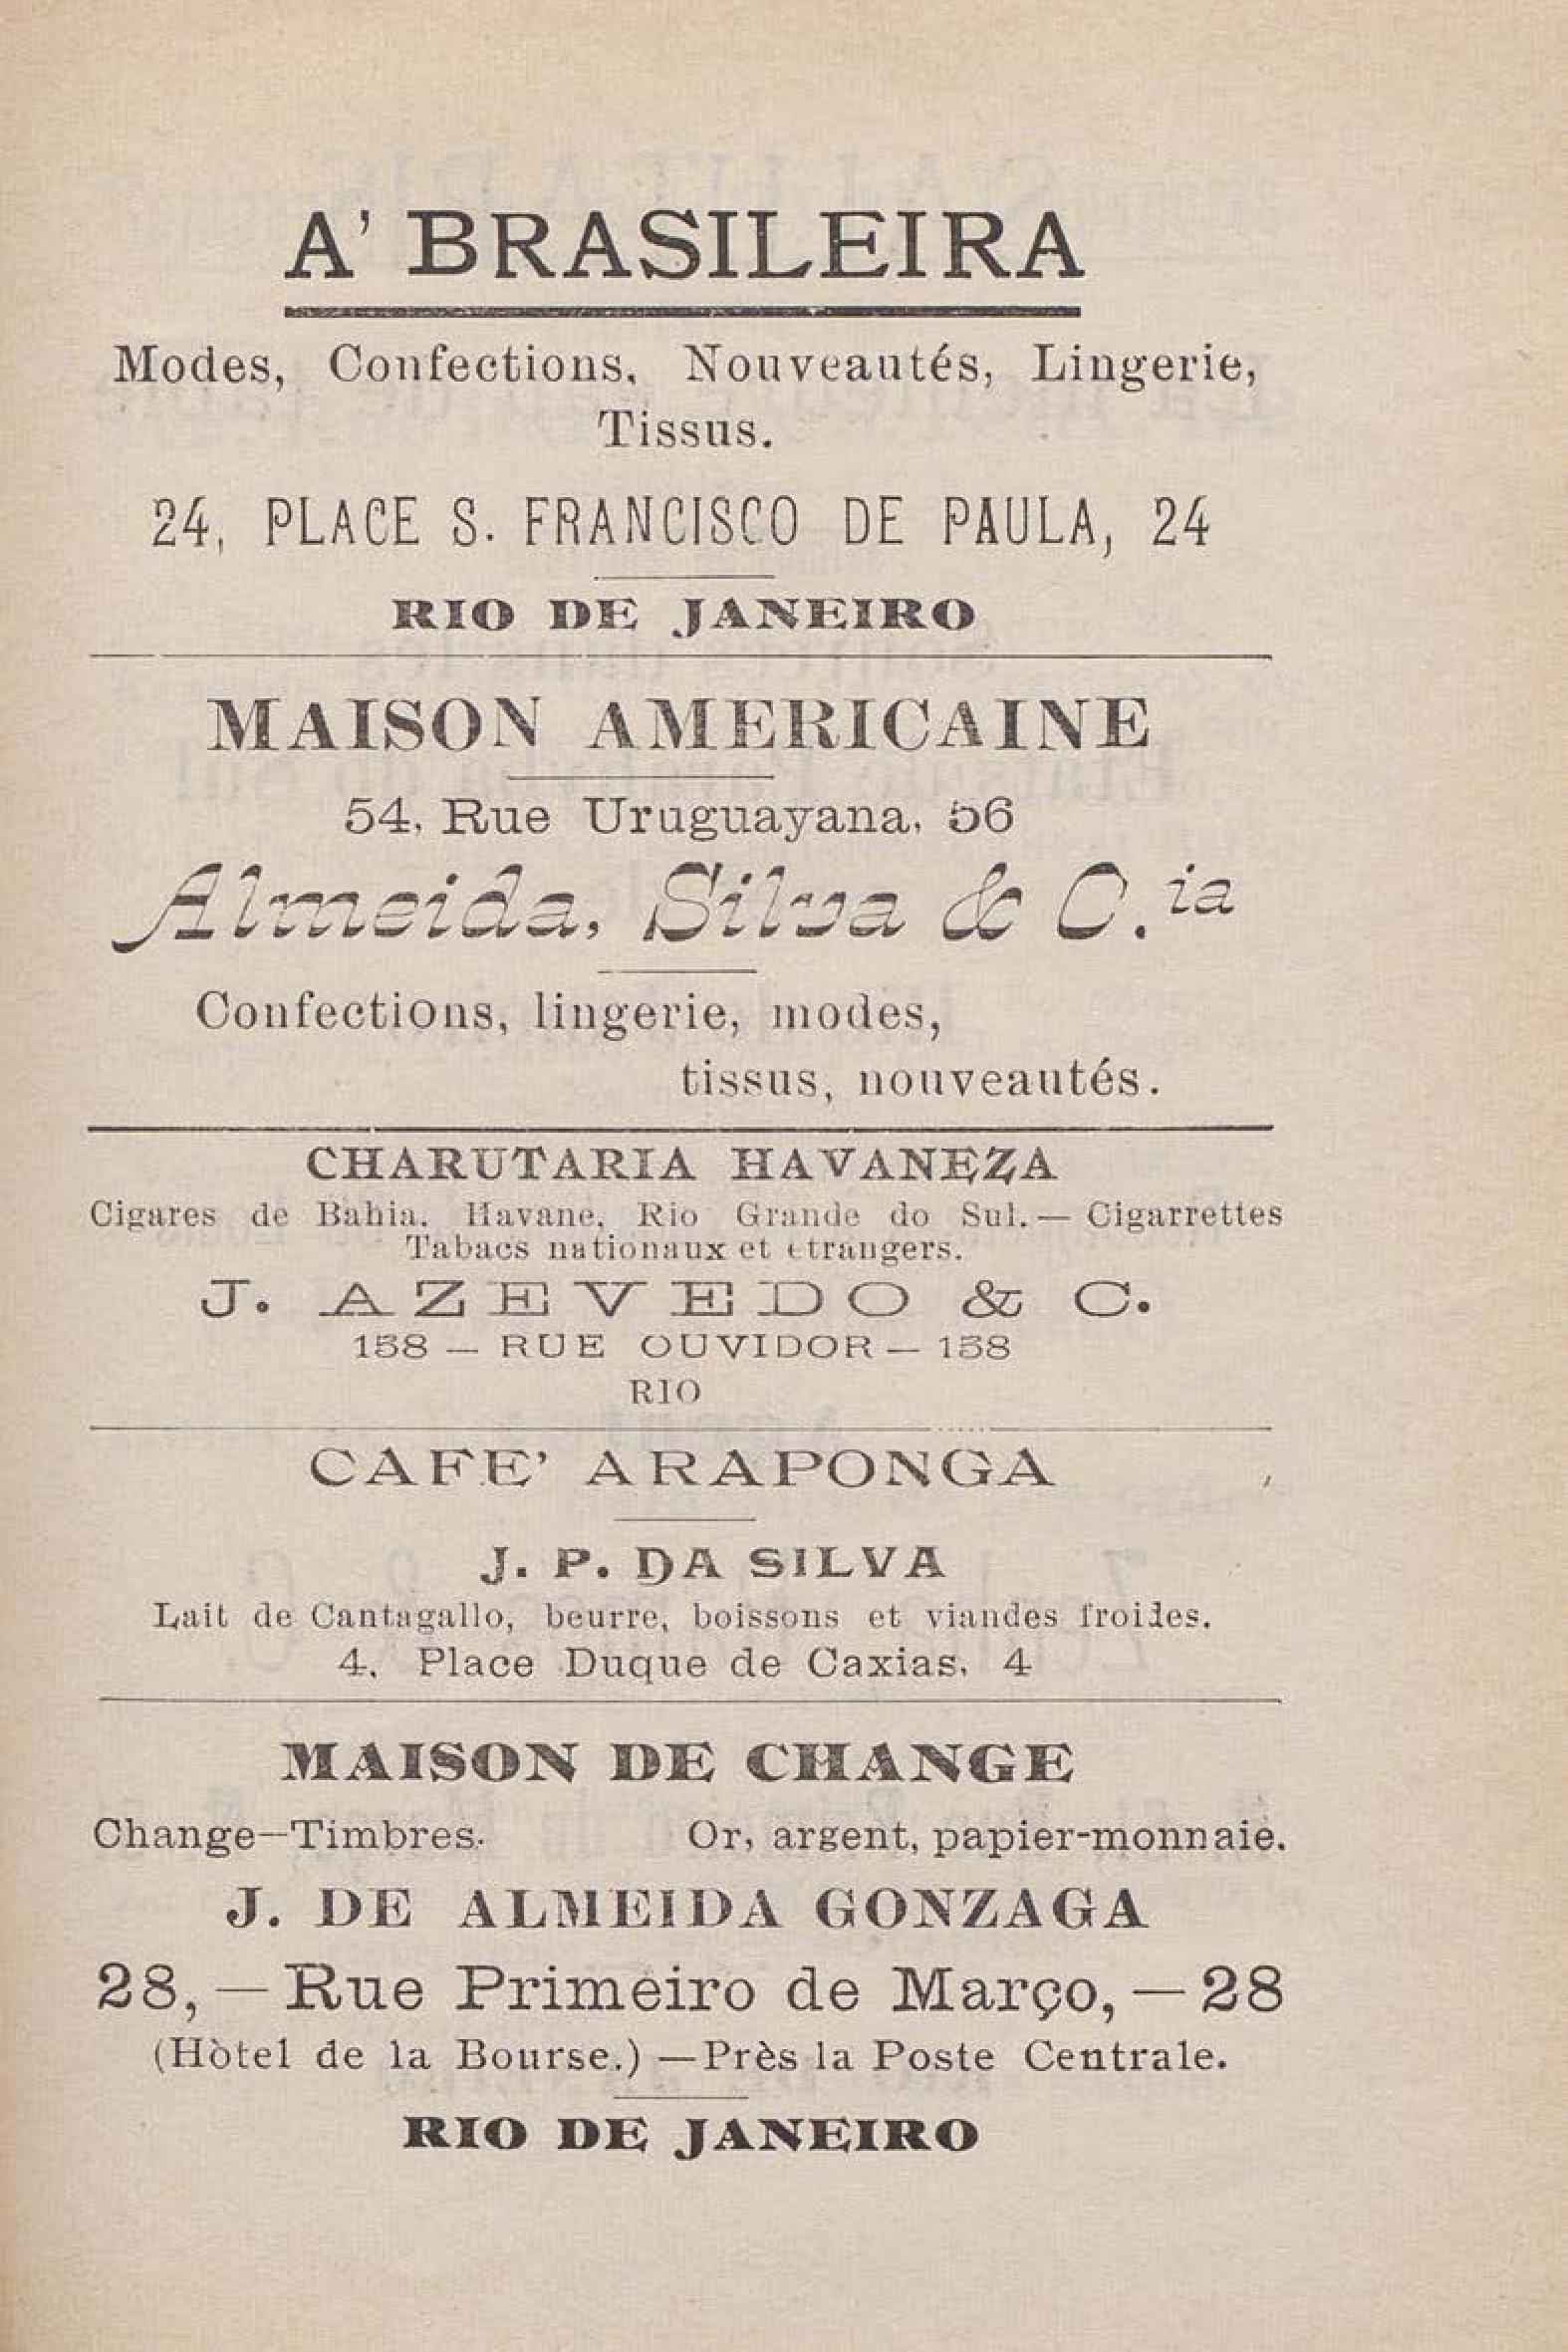 A' BRASILEIRA
Modes, Confections, Nouveautés, Lingerie,
Tissus.
24, PLACE S. FRANCISCO DE PAULA, 24
RIO DE JANEIRO
MAISON AMERICAINE
54, Rue Uruguayana, 56
Almeida, Silva & C.ia
Confections, lingerie, modes,
tissus, nouveautés.
CHARUTARIA HAVANEZA
Cigares de Bahia, Havane, Rio Grande do Sul. — Cigarrettes
Tabacs nationaux et etrangers.
J. AZEVEDO & C.
158 — RUE OUVIDOR — 158
RIO
CAFE' ARAPONGA
J. P. DA SILVA
Lait de Cantagallo, beurre, boissons et viandes froides.
4, Place Duque de Caxias, 4
MAISON DE CHANGE
Change—Timbres. Or, argent, papier-monnaie.
J. DE ALMEIDA GONZAGA
28, — Rue Primeiro de Março, — 28
(Hòtel de la Bourse.) —Près la Poste Centrale.
RIO DE JANEIRO